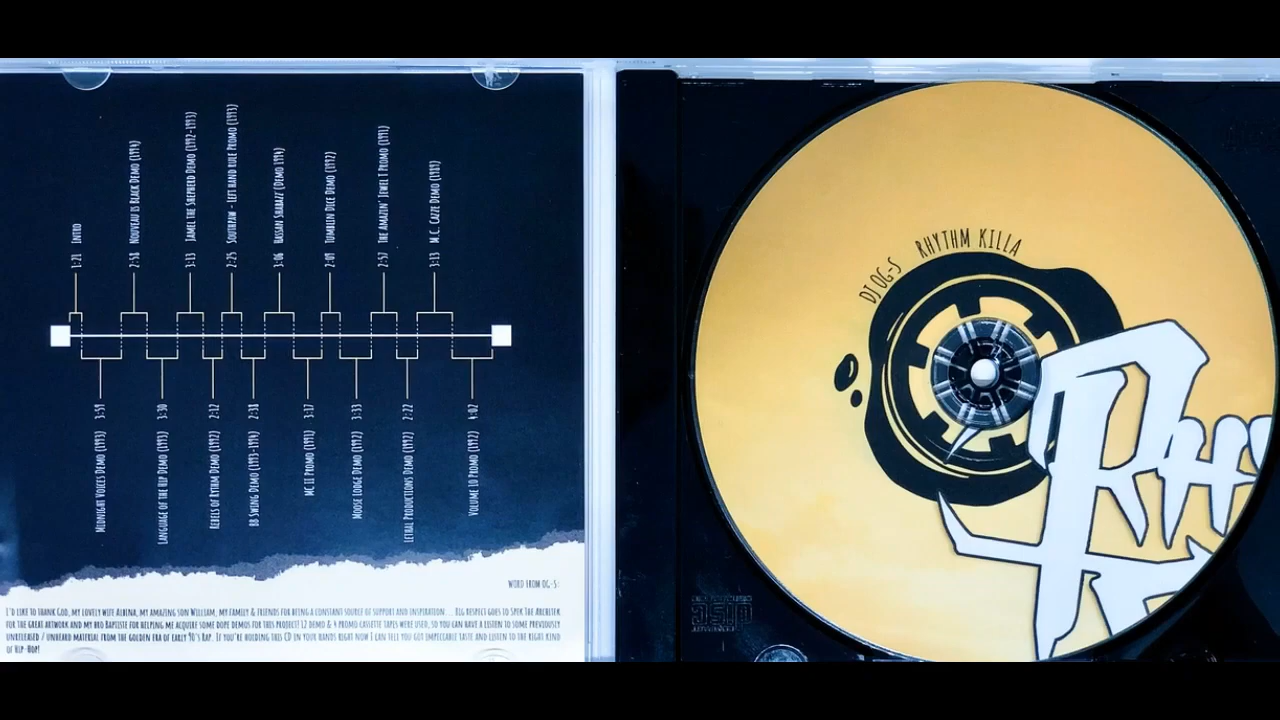 1:21 Intro
2:58 Nouveau is Black Demo (1994)
3:13 Jamel the Shepherd Demo (1992-1993)
2:25 Southpaw - Left hand rule Promo (1993)
3:06 Hassan Shabazz (Demo 1994)
2:09 Tumblin Dice Demo (1992)
2:57 The Amazin' Jewel T Promo (1991)
3:13 M.C. Cazze Demo (1989)
Midnight Voices Demo (1993) 3:59
Language of the Hip Demo (1993) 3:30
Rebels of Rythm Demo (1992) 2:12
BB Swing Demo (1993-1994) 2:38
MC II Promo (1991) 3:17
Moose Lodge Demo (1992) 3:33
Lethal Productions Demo (1992) 2:22
Volume 10 Promo (1992) 4:02
Word from OG-S:
I'd like to thank God, my lovely wife Albina, my amazing son William, my family & friends for being a constant source of support and inspiration ... Big respect goes to Spek The Architek
for the great artwork and my bro Baptiste for helping me acquire some dope demos for this project! 12 demo & 4 promo cassette tapes were used, so you can have a listen to some previously
unreleased / unheard material from the golden era of early 90's Rap. If you're holding this CD in your hands right now I can tell you got impeccable taste and listen to the right kind
of Hip-Hop!
DJ OG-S RHYTHM KILLA
disc